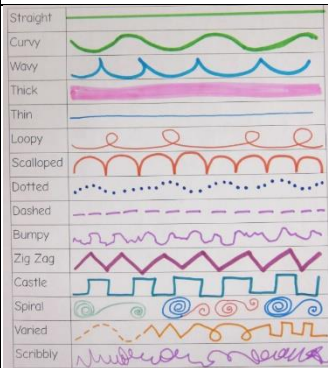 Straight
Curvy
Wavy
Thick
Thin
Loopy
Scalloped
Dotted
Dashed
Bumpy
Zig Zag
Castle
Spiral
Varied
Scribbly